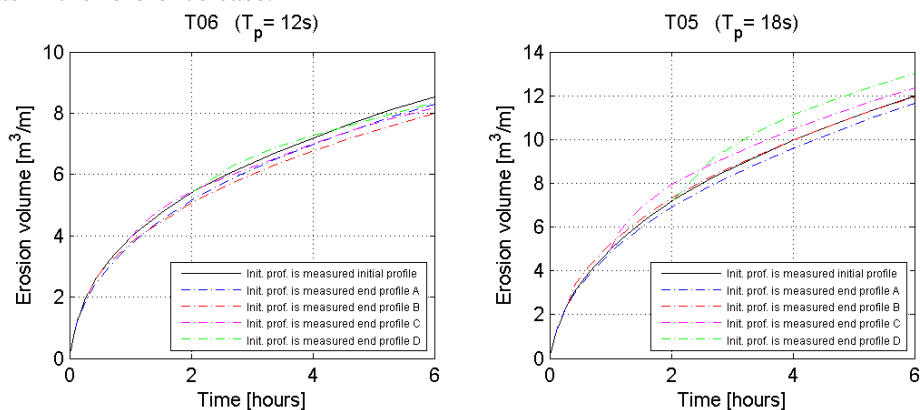 T06 (Tp= 12s)
10
8
6
4
2
0
0 2 4 6
Erosion volume [m³/m]
Time [hours]
Init. prof. is measured initial profile
Init. prof. is measured end profile A
Init. prof. is measured end profile B
Init. prof. is measured end profile C
Init. prof. is measured end profile D
T05 (Tp= 18s)
14
12
10
8
6
4
2
0
0 2 4 6
Erosion volume [m³/m]
Time [hours]
Init. prof. is measured initial profile
Init. prof. is measured end profile A
Init. prof. is measured end profile B
Init. prof. is measured end profile C
Init. prof. is measured end profile D